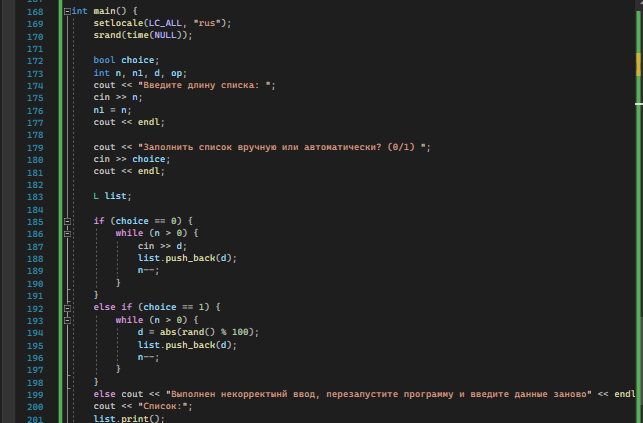 168 int main() {
169 setlocale(LC_ALL, "rus");
170 srand(time(NULL));
171
172 bool choice;
173 int n, n1, d, op;
174 cout << "Введите длину списка: ";
175 cin >> n;
176 n1 = n;
177 cout << endl;
178
179 cout << "Заполнить список вручную или автоматически? (0/1) ";
180 cin >> choice;
181 cout << endl;
182
183 L list;
184
185 if (choice == 0) {
186 while (n > 0) {
187 cin >> d;
188 list.push_back(d);
189 n--;
190 }
191 }
192 else if (choice == 1) {
193 while (n > 0) {
194 d = abs(rand() % 100);
195 list.push_back(d);
196 n--;
197 }
198 }
199 else cout << "Выполнен некорректынй ввод, перезапустите программу и введите данные заново" << endl
200 cout << "Список:";
201 list.print();